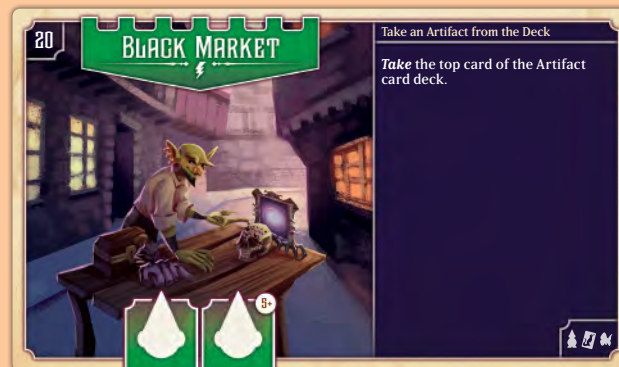 20
BLACK MARKET
Take an Artifact from the Deck
Take the top card of the Artifact
card deck.
5+